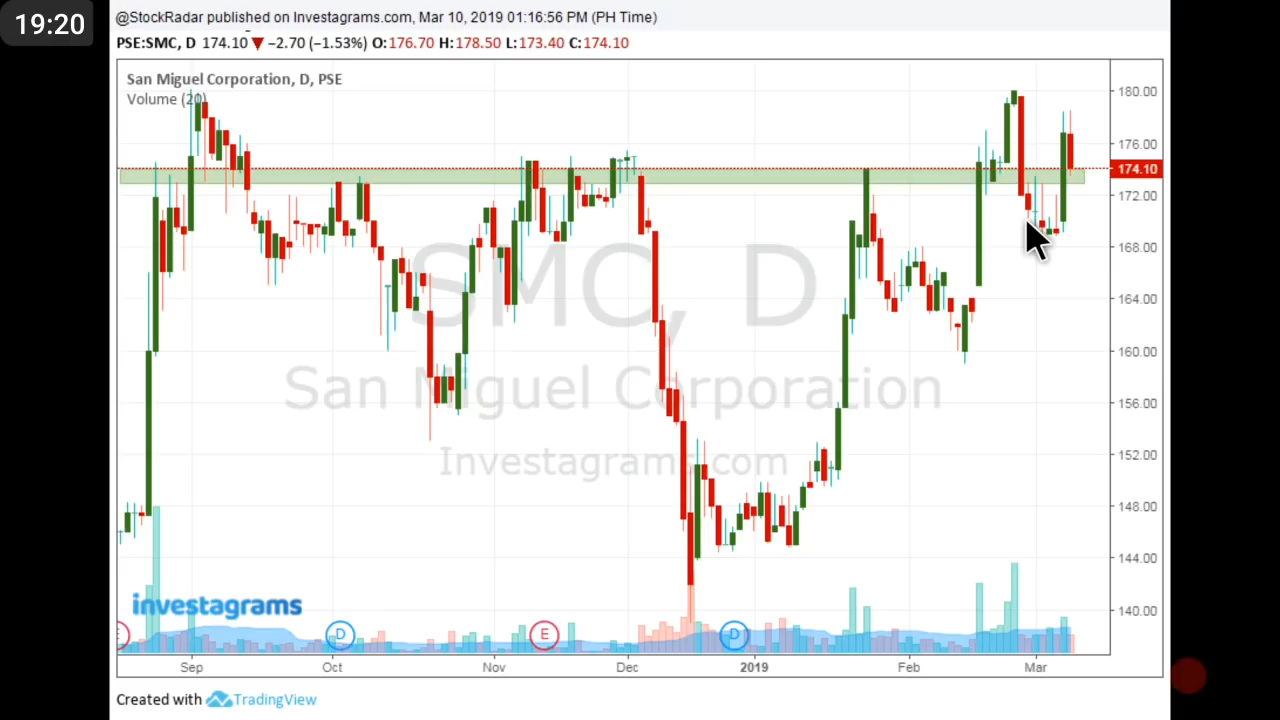 19:20
@StockRadar published on Investagrams.com, Mar 10, 2019 01:16:56 PM (PH Time)
PSE:SMC, D 174.10 ▼ −2.70 (−1.53%) O:176.70 H:178.50 L:173.40 C:174.10
San Miguel Corporation, D, PSE
Volume (20)
180.00
176.00
174.10
172.00
168.00
164.00
160.00
156.00
152.00
148.00
144.00
140.00
SMC, D
San Miguel Corporation
Investagrams.com
investagrams
E
D
E
D
Sep
Oct
Nov
Dec
2019
Feb
Mar
Created with TradingView